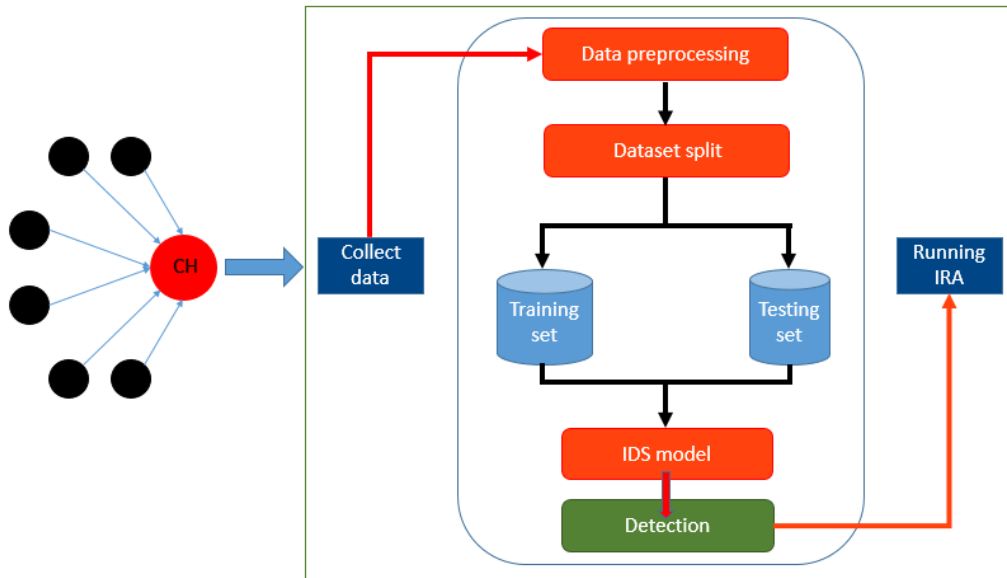 CH
Collect
data
Data preprocessing
Dataset split
Training
set
Testing
set
IDS model
Detection
Running
IRA